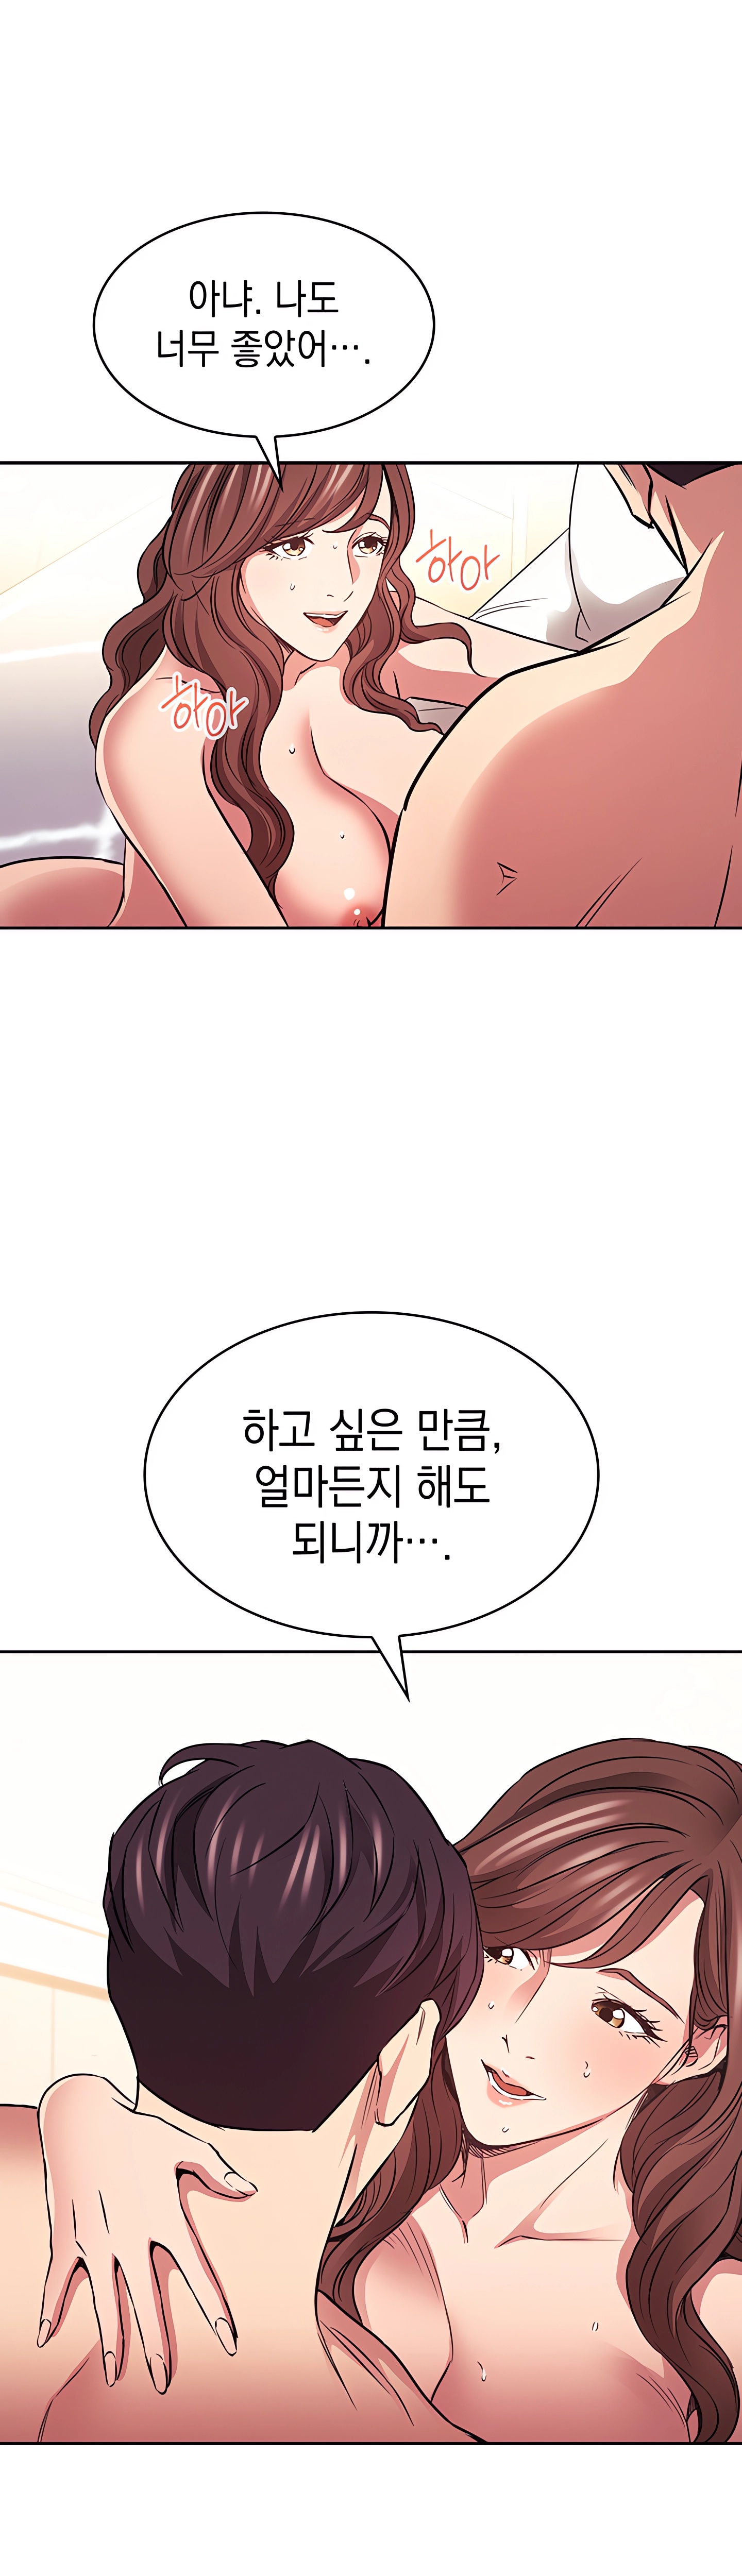 아냐. 나도
너무 좋았어….
하아
하아
하고 싶은 만큼,
얼마든지 해도
되니까….